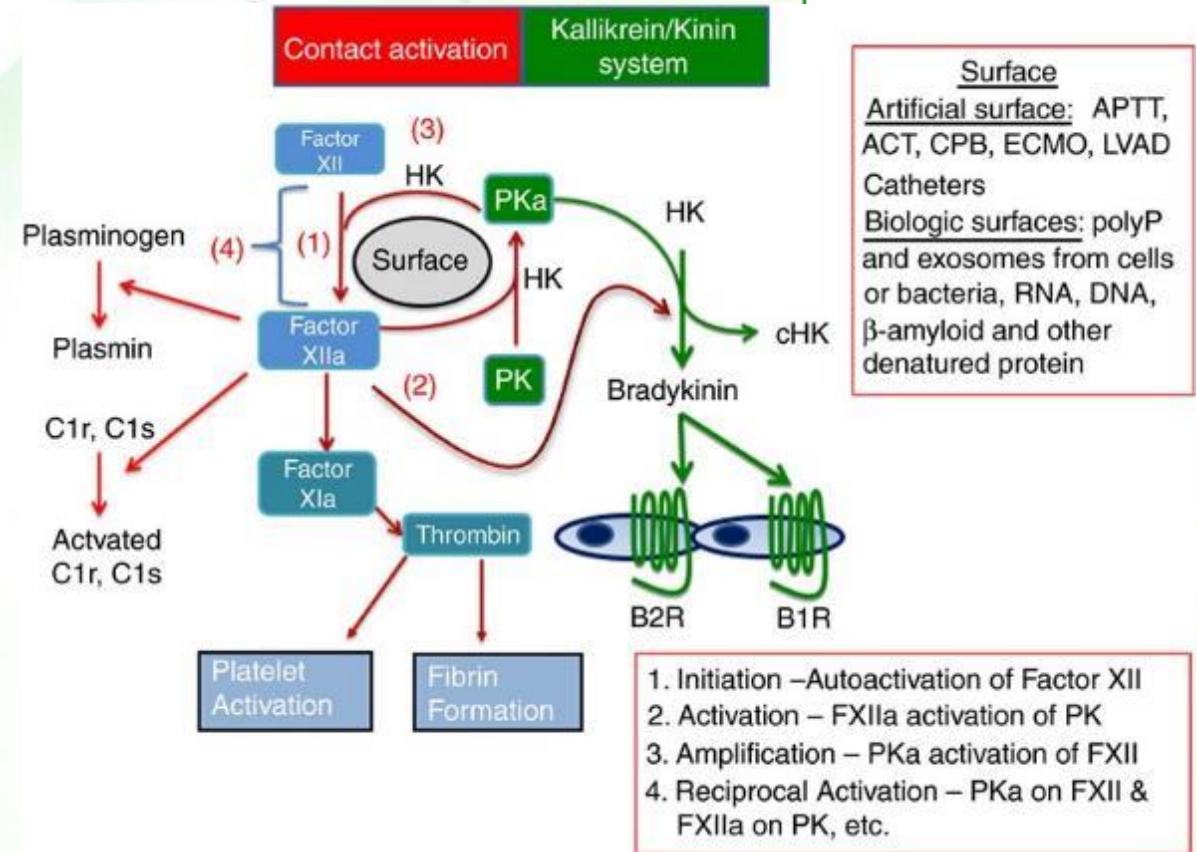 Contact activation
Kallikrein/Kinin
system
Surface
Artificial surface: APTT,
ACT, CPB, ECMO, LVAD
Catheters
Biologic surfaces: polyP
and exosomes from cells
or bacteria, RNA, DNA,
β-amyloid and other
denatured protein
Factor
XII
(3)
HK
PKa
HK
Plasminogen
(4)
(1)
Surface
HK
Plasmin
Factor
XIIa
cHK
(2)
PK
Bradykinin
C1r, C1s
Factor
XIa
Thrombin
Actvated
C1r, C1s
B2R
B1R
Platelet
Activation
Fibrin
Formation
1. Initiation –Autoactivation of Factor XII
2. Activation – FXIIa activation of PK
3. Amplification – PKa activation of FXII
4. Reciprocal Activation – PKa on FXII &
FXIIa on PK, etc.